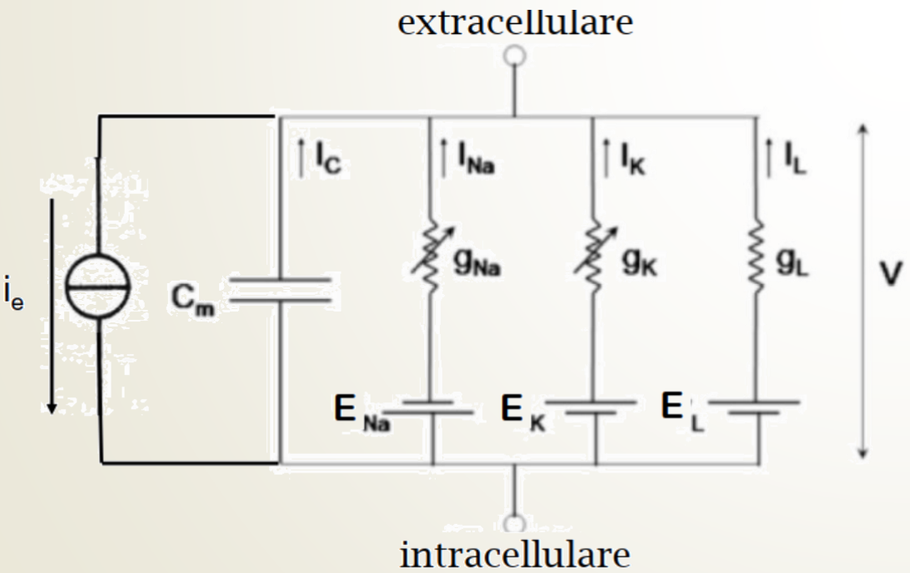 extracellulare
I_C
I_Na
I_K
I_L
g_Na
g_K
g_L
V
i_e
C_m
E_Na
E_K
E_L
intracellulare